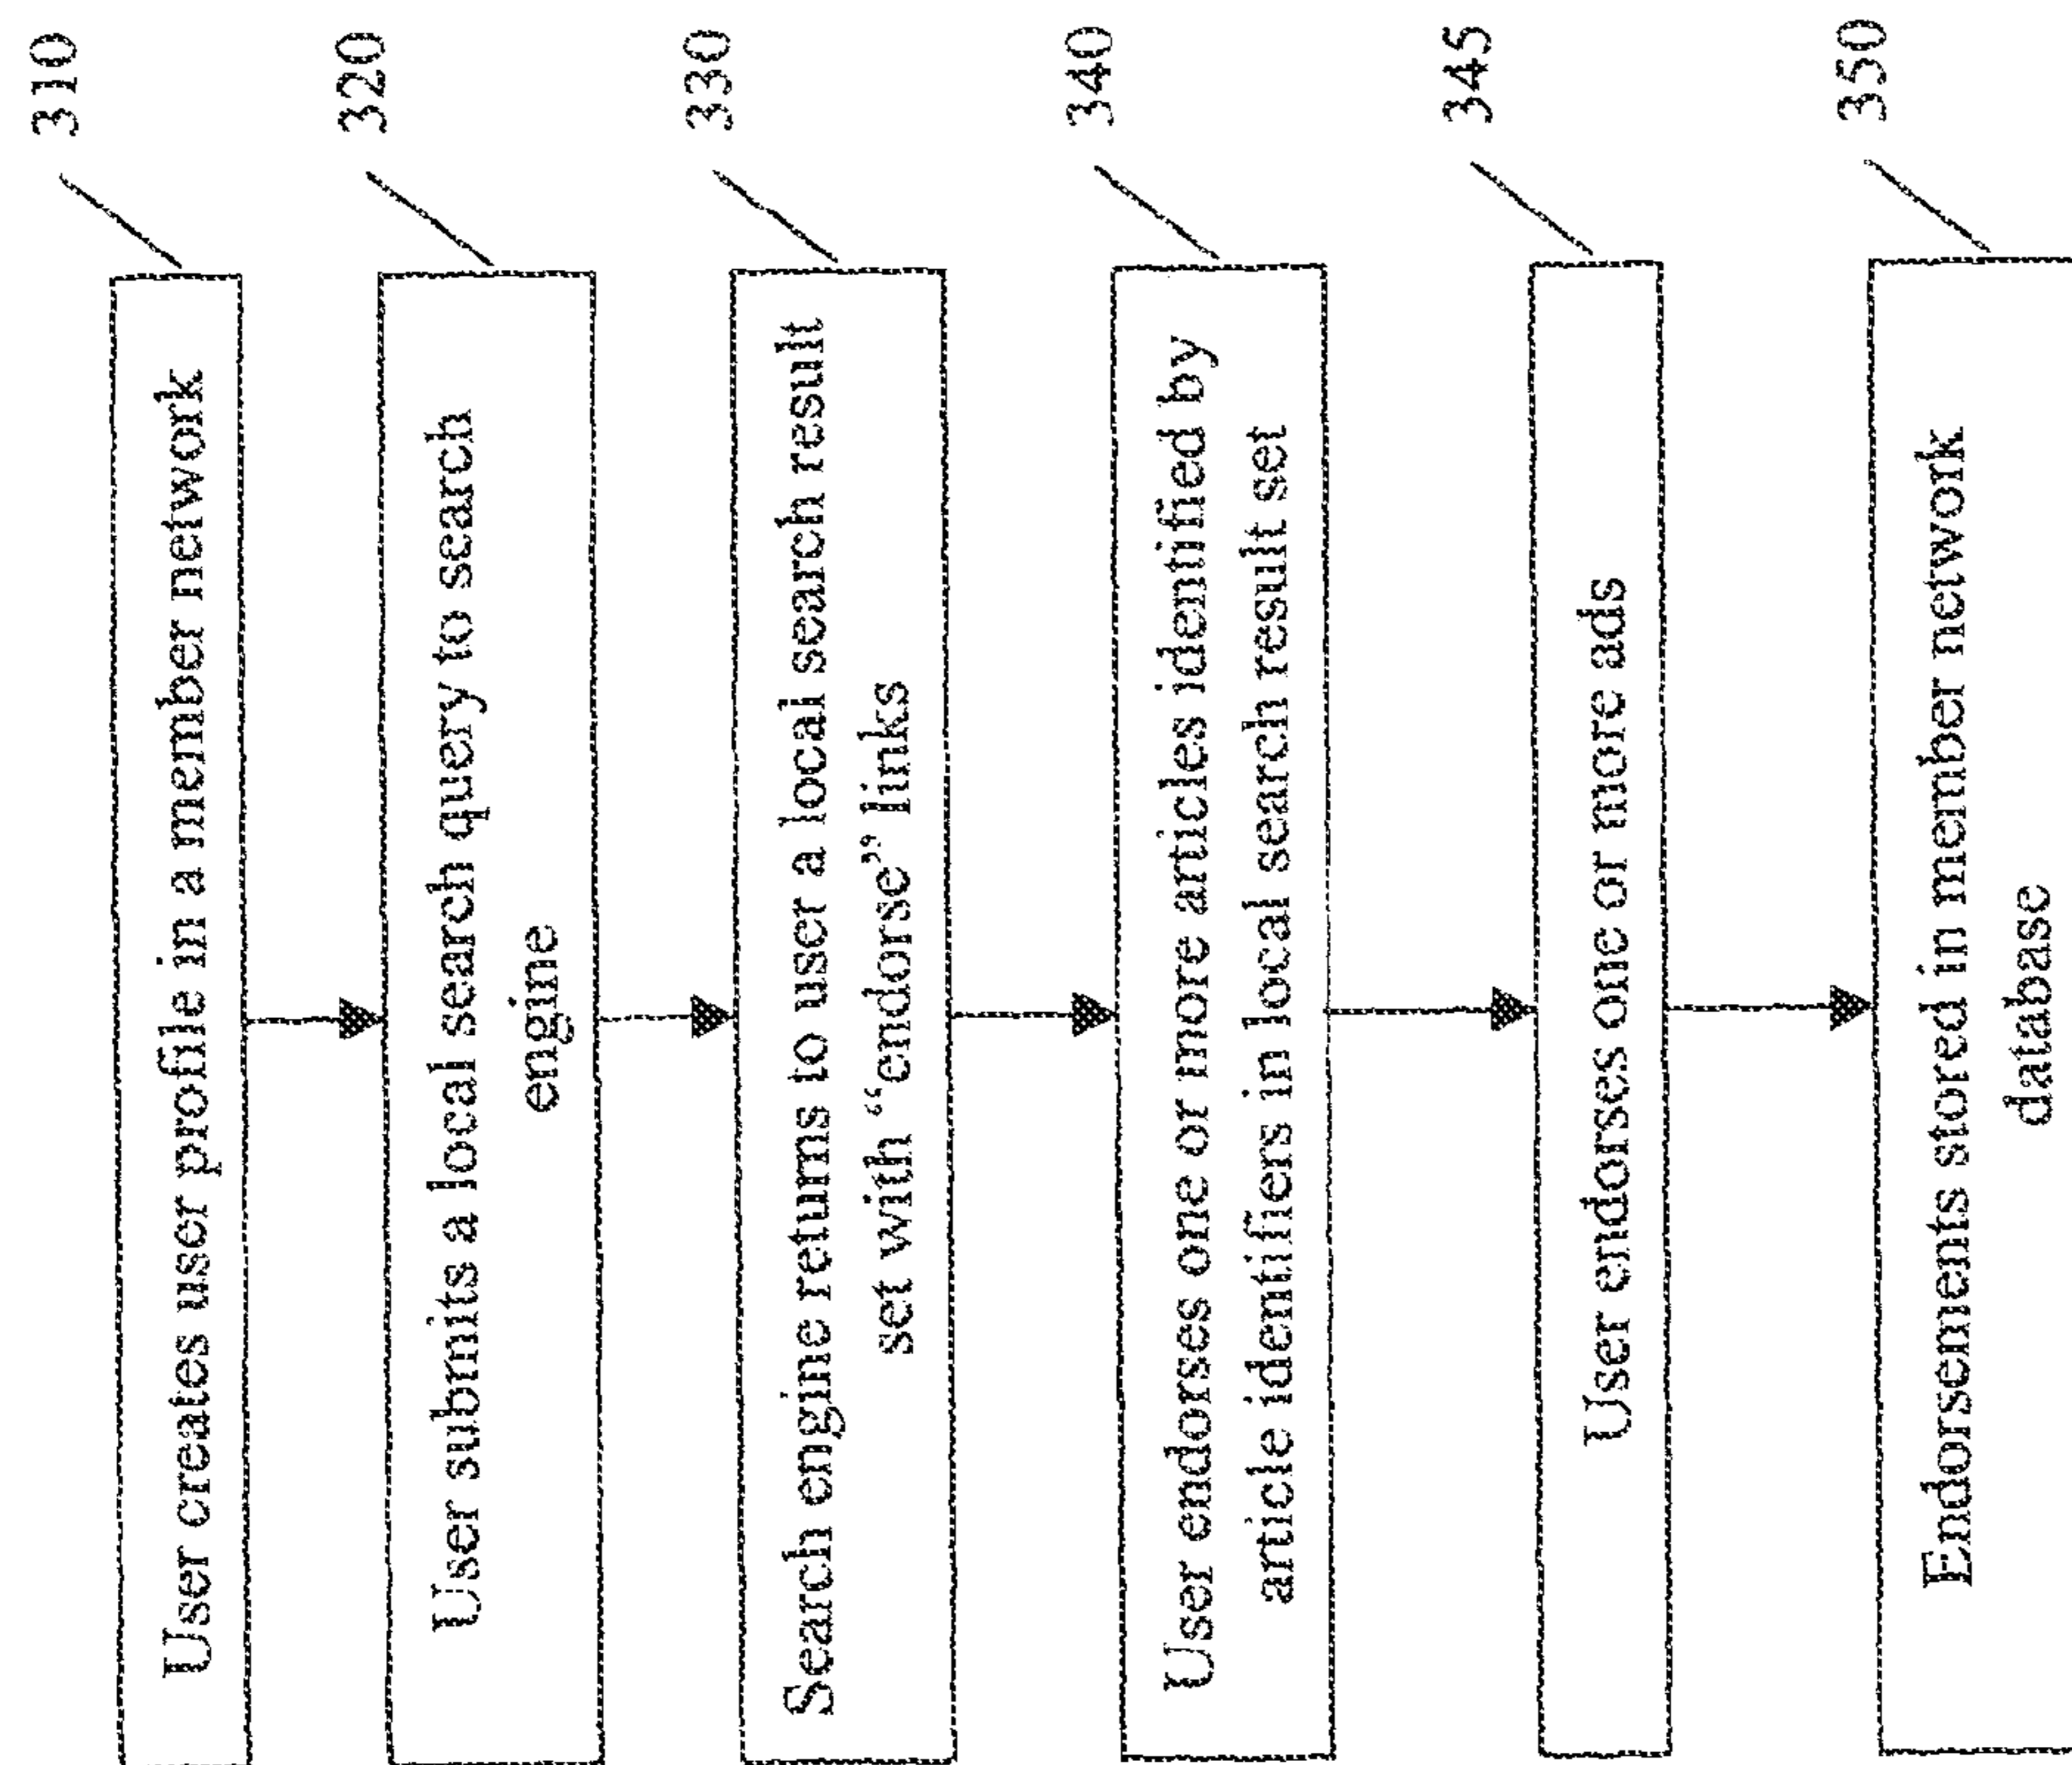 310
User creates user profile in a member network
320
User submits a local search query to search
engine
330
Search engine returns to user a local search result
set with “endorse” links
340
User endorses one or more articles identified by
article identifiers in local search result set
345
User endorses one or more ads
350
Endorsements stored in member network
database